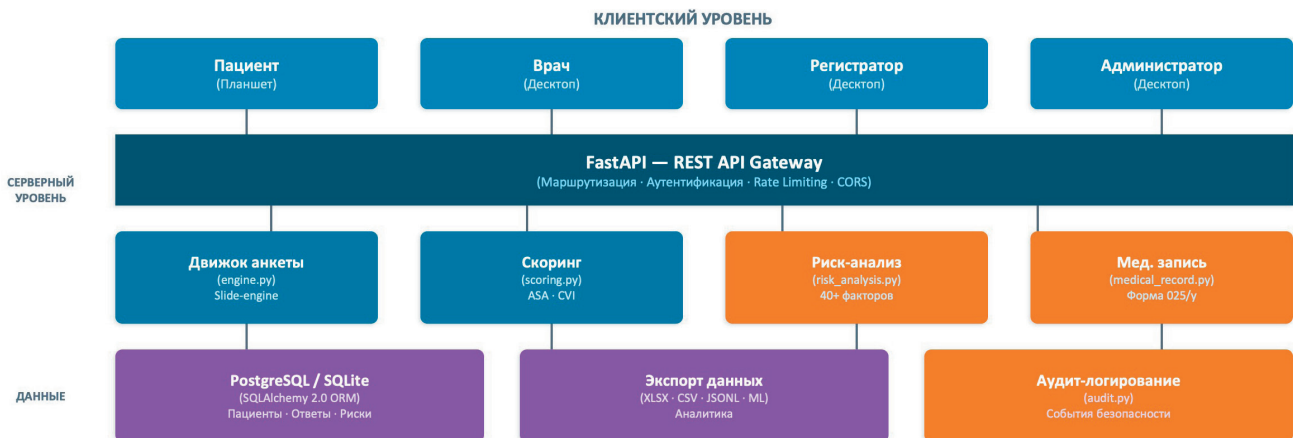 КЛИЕНТСКИЙ УРОВЕНЬ
Пациент
(Планшет)
Врач
(Десктоп)
Регистратор
(Десктоп)
Администратор
(Десктоп)
СЕРВЕРНЫЙ
УРОВЕНЬ
FastAPI — REST API Gateway
(Маршрутизация · Аутентификация · Rate Limiting · CORS)
Движок анкеты
(engine.py)
Slide-engine
Скоринг
(scoring.py)
ASA · CVI
Риск-анализ
(risk_analysis.py)
40+ факторов
Мед. запись
(medical_record.py)
Форма 025/у
ДАННЫЕ
PostgreSQL / SQLite
(SQLAlchemy 2.0 ORM)
Пациенты · Ответы · Риски
Экспорт данных
(XLSX · CSV · JSONL · ML)
Аналитика
Аудит-логирование
(audit.py)
События безопасности